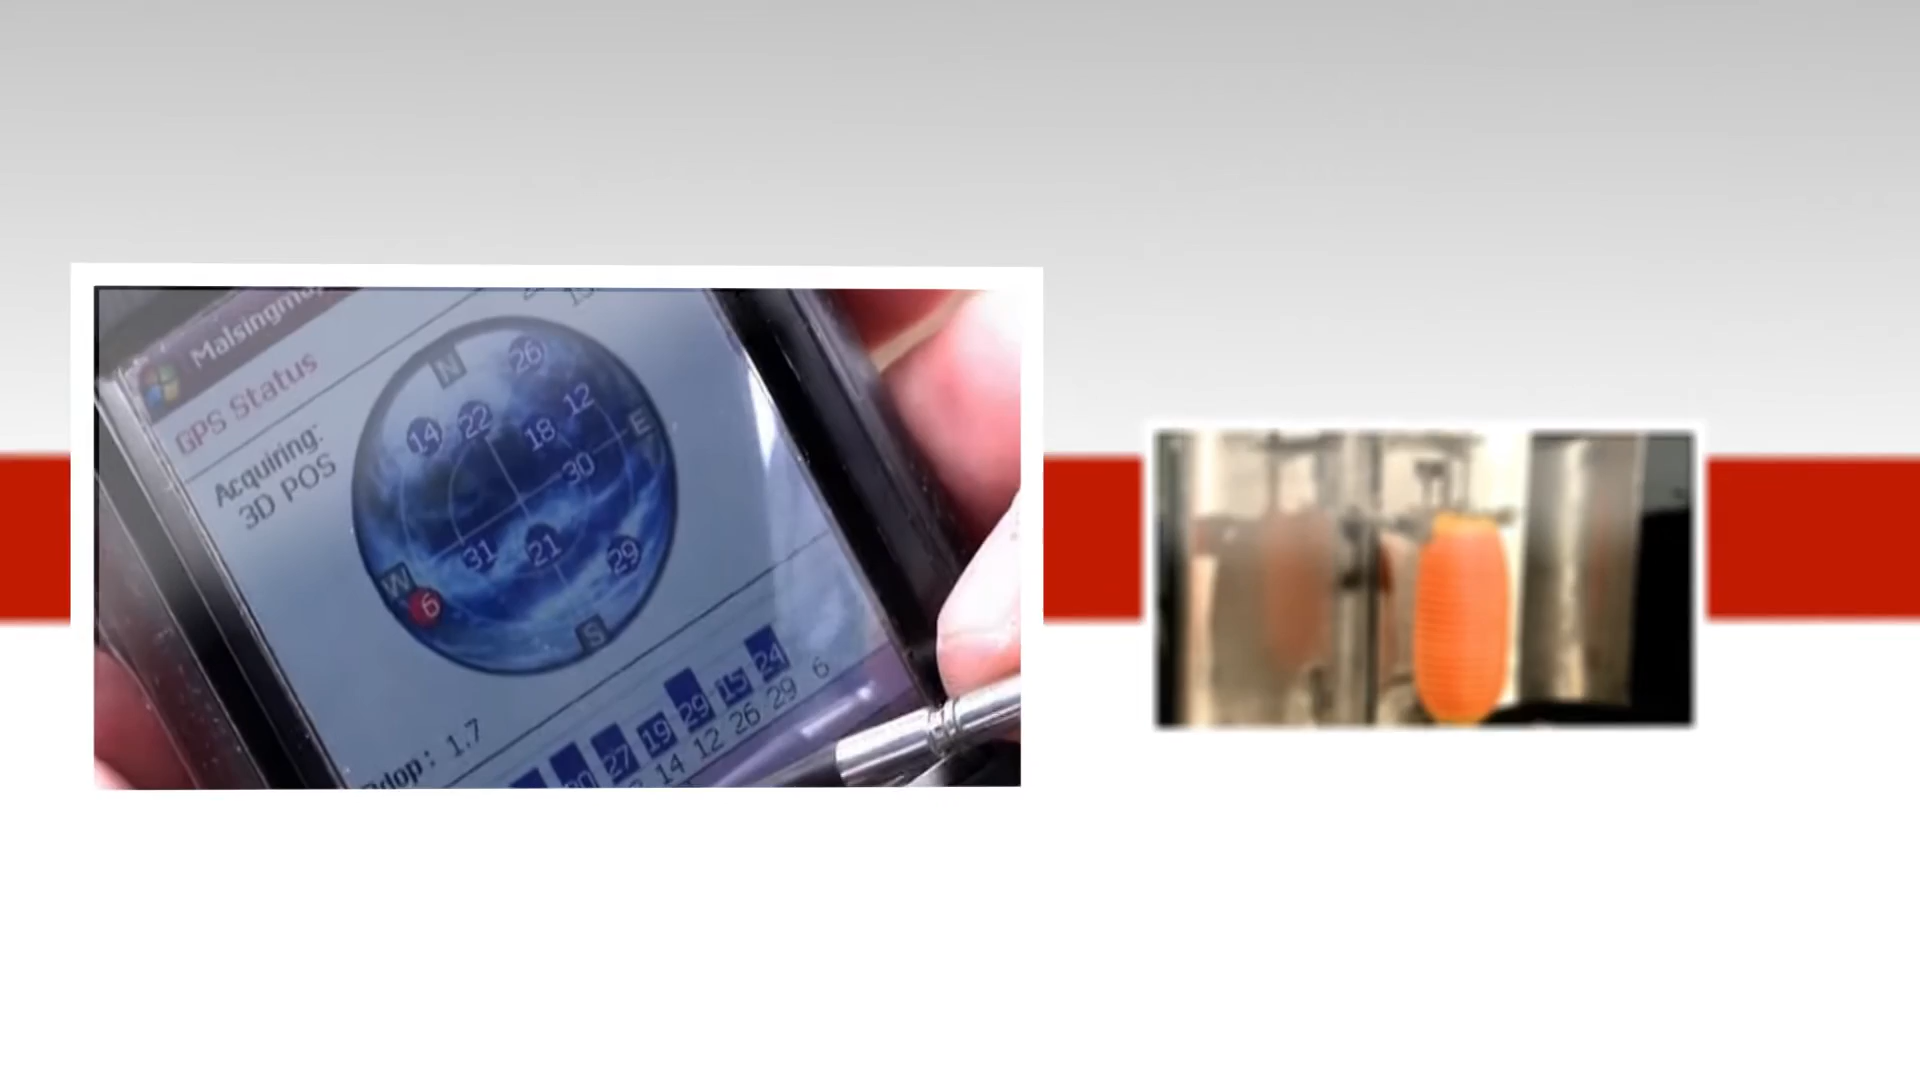 Malsingma
GPS Status
Acquiring:
3D POS
N
26
14 22 18 12
E
30
31 21 29
W
6
S
dop: 1.7
27 19 29 15 24
14 12 26 29 6